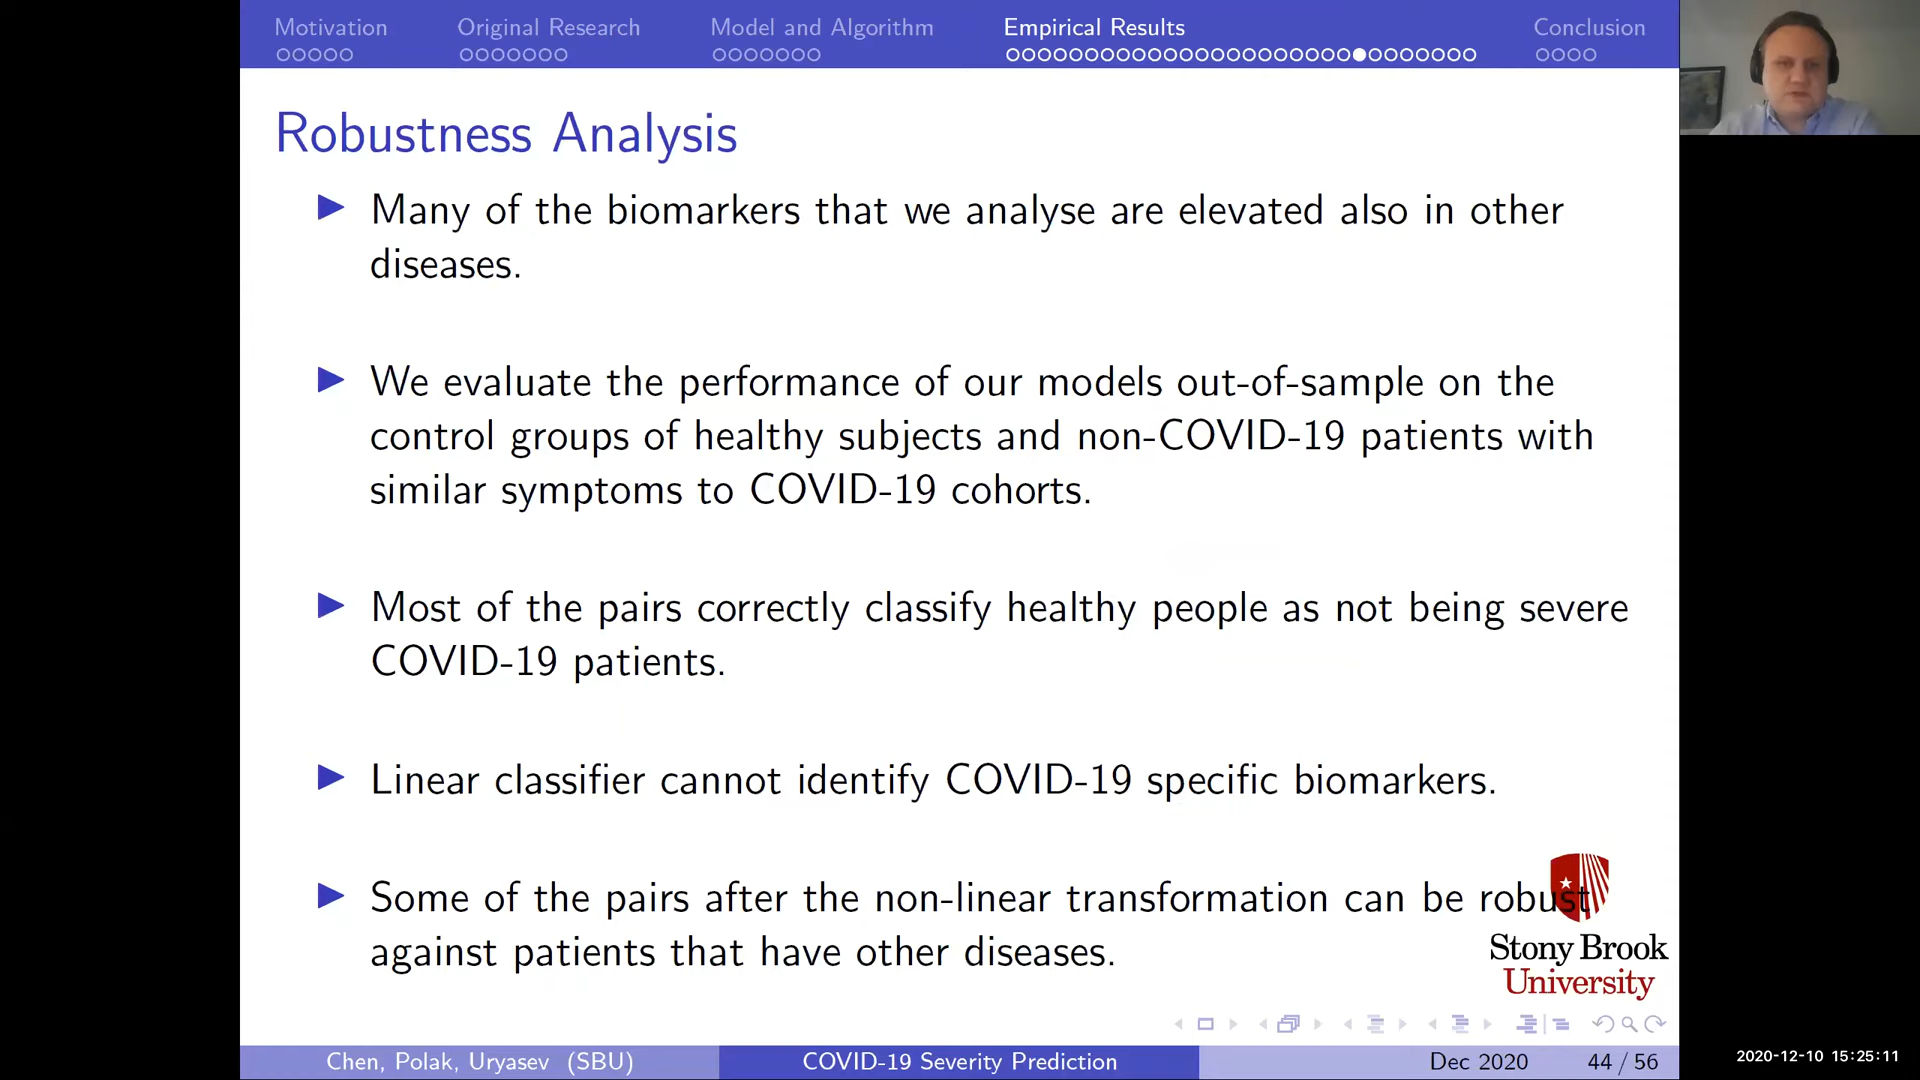 Motivation Original Research Model and Algorithm Empirical Results Conclusion
Robustness Analysis
Many of the biomarkers that we analyse are elevated also in other
diseases.
We evaluate the performance of our models out-of-sample on the
control groups of healthy subjects and non-COVID-19 patients with
similar symptoms to COVID-19 cohorts.
Most of the pairs correctly classify healthy people as not being severe
COVID-19 patients.
Linear classifier cannot identify COVID-19 specific biomarkers.
Some of the pairs after the non-linear transformation can be robust
against patients that have other diseases.
Stony Brook
University
Chen, Polak, Uryasev (SBU) COVID-19 Severity Prediction Dec 2020 44 / 56
2020-12-10 15:25:11